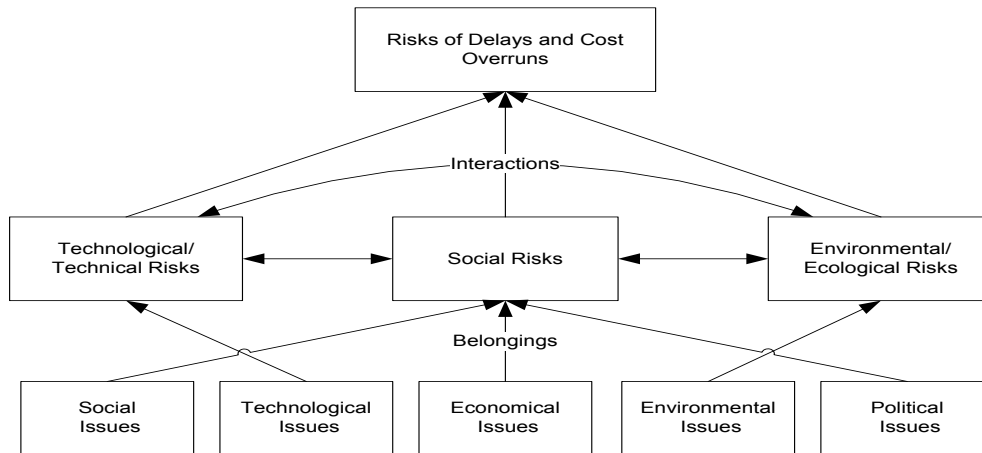 Risks of Delays and Cost
Overruns
Interactions
Technological/
Technical Risks
Social Risks
Environmental/
Ecological Risks
Belongings
Social
Issues
Technological
Issues
Economical
Issues
Environmental
Issues
Political
Issues